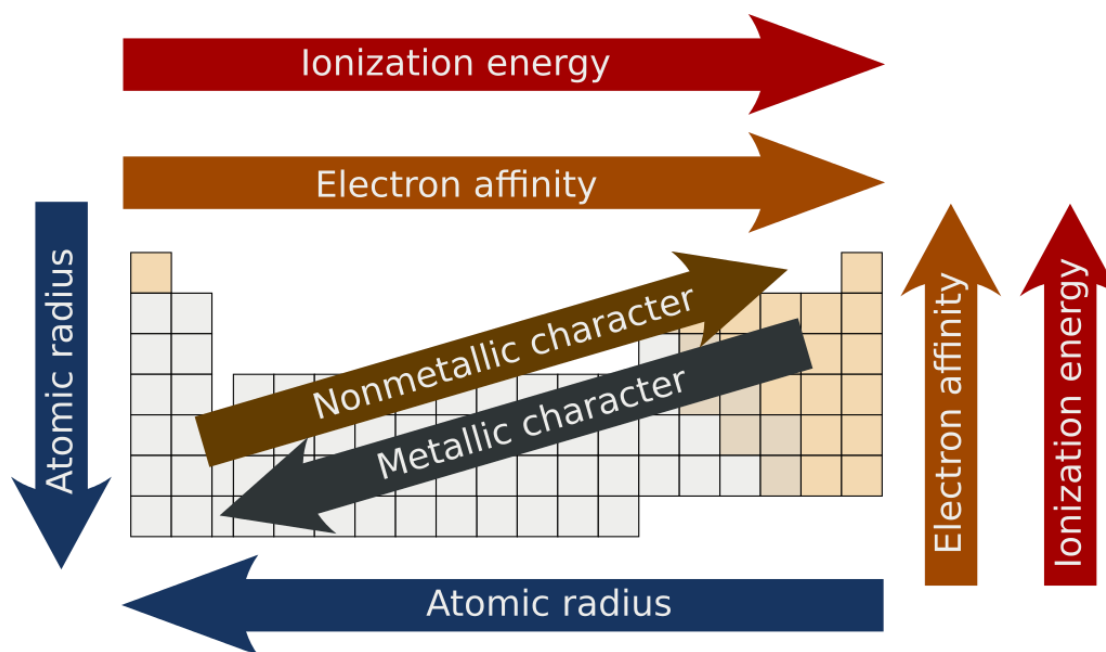 Ionization energy
Electron affinity
Atomic radius
Nonmetallic character
Metallic character
Electron affinity
Ionization energy
Atomic radius